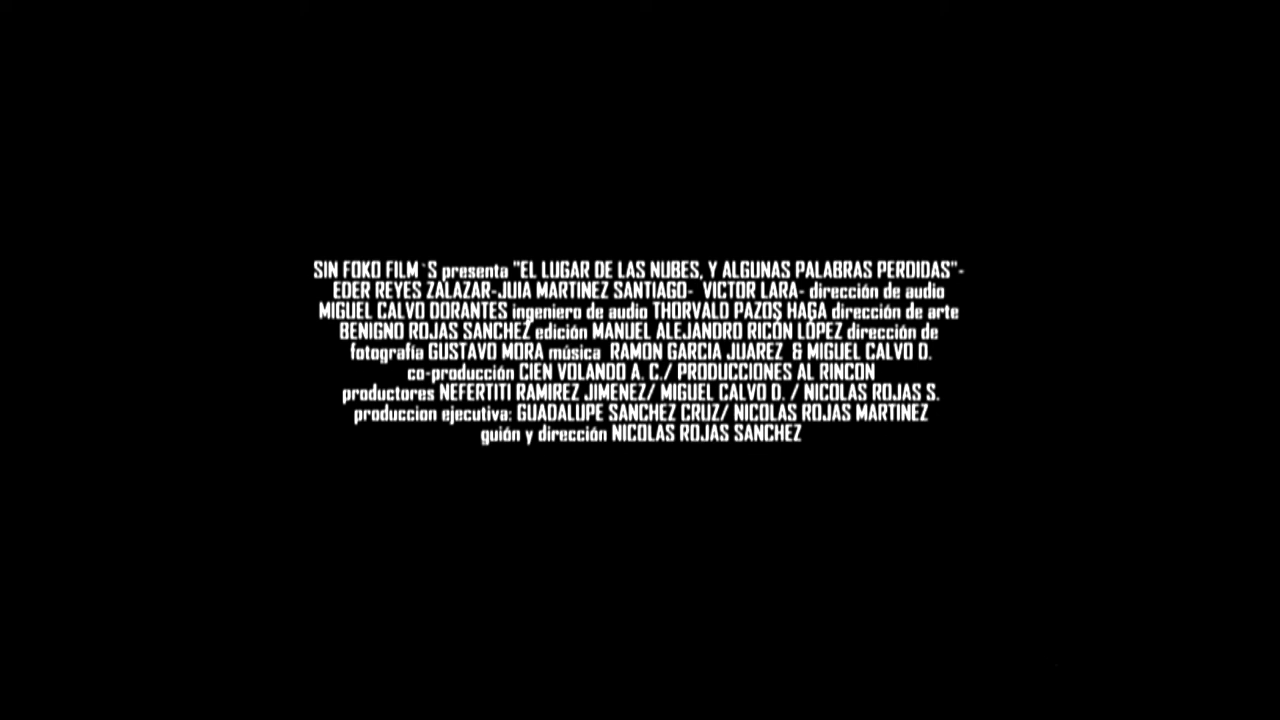 SIN FOKO FILM`S presenta "EL LUGAR DE LAS NUBES, Y ALGUNAS PALABRAS PERDIDAS"-
EDER REYES ZALAZAR-JUIA MARTINEZ SANTIAGO- VICTOR LARA- dirección de audio
MIGUEL CALVO DORANTES ingeniero de audio THORVALO PAZOS HAGA dirección de arte
BENIGNO ROJAS SANCHEZ edición MANUEL ALEJANDRO RICÓN LÓPEZ dirección de
fotografía GUSTAVO MORA música RAMON GARCIA JUAREZ & MIGUEL CALVO D.
co-producción CIEN VOLANDO A. C./ PRODUCCIONES AL RINCON
productores NEFERTITI RAMIREZ JIMENEZ/ MIGUEL CALVO D. / NICOLAS ROJAS S.
produccion ejecutiva: GUADALUPE SANCHEZ CRUZ/ NICOLAS ROJAS MARTINEZ
guión y dirección NICOLAS ROJAS SANCHEZ